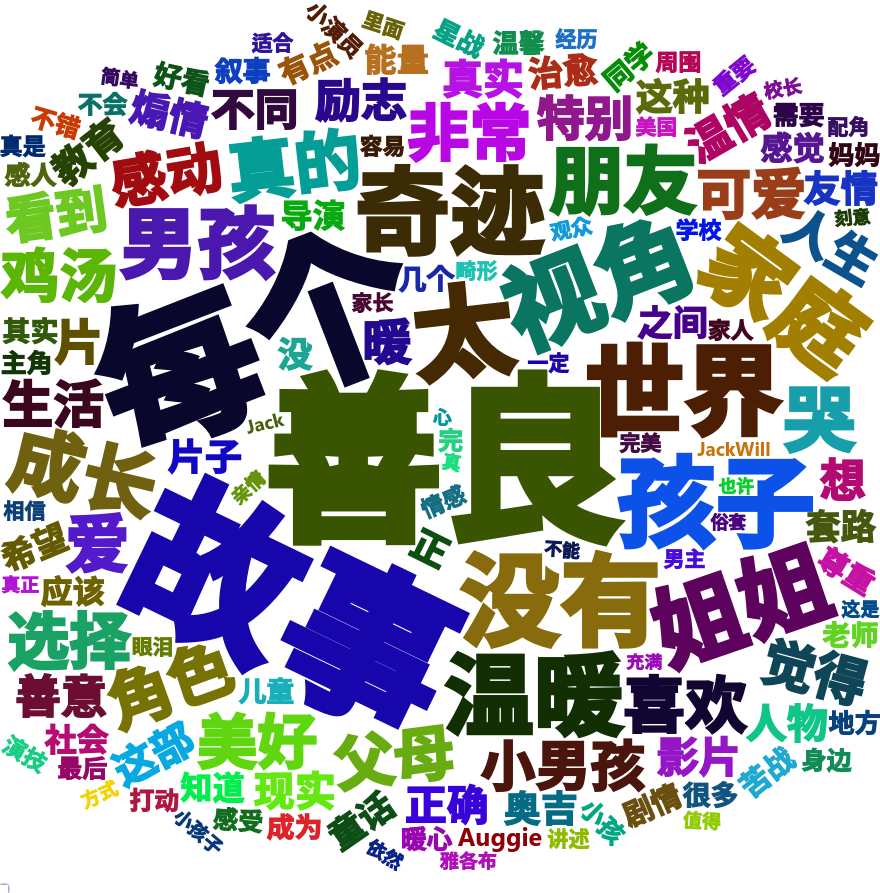 小演员
里面
星战
温馨
经历
适合
有点
能量
同学
周围
简单
好看
叙事
真实
治愈
重要
校长
不错
不会
煽情
不同
励志
非常
特别
这种
美国
温情
需要
配角
真是
教育
感人
感动
真的
容易
感觉
妈妈
看到
男孩
导演
奇迹
朋友
可爱
友情
刻意
观众
学校
人生
鸡汤
每个
几个
畸形
视角
家庭
家长
之间
家人
其实
片
主角
没
暖
太
一定
世界
生活
Jack
善良
心
完
真
完美
JackWill
哭
成长
片子
亲情
情感
孩子
也许
想
俗套
套路
相信
希望
爱
故事
正
不能
没有
男主
姐姐
尊重
真正
应该
这是
老师
选择
眼泪
充满
觉得
善意
角色
儿童
温暖
喜欢
人物
地方
社会
演技
最后
这部
美好
父母
小男孩
影片
苦战
身边
方式
打动
知道
现实
小孩子
感受
成为
童话
正确
奥吉
小孩
剧情
很多
值得
依然
暖心
Auggie
讲述
雅各布